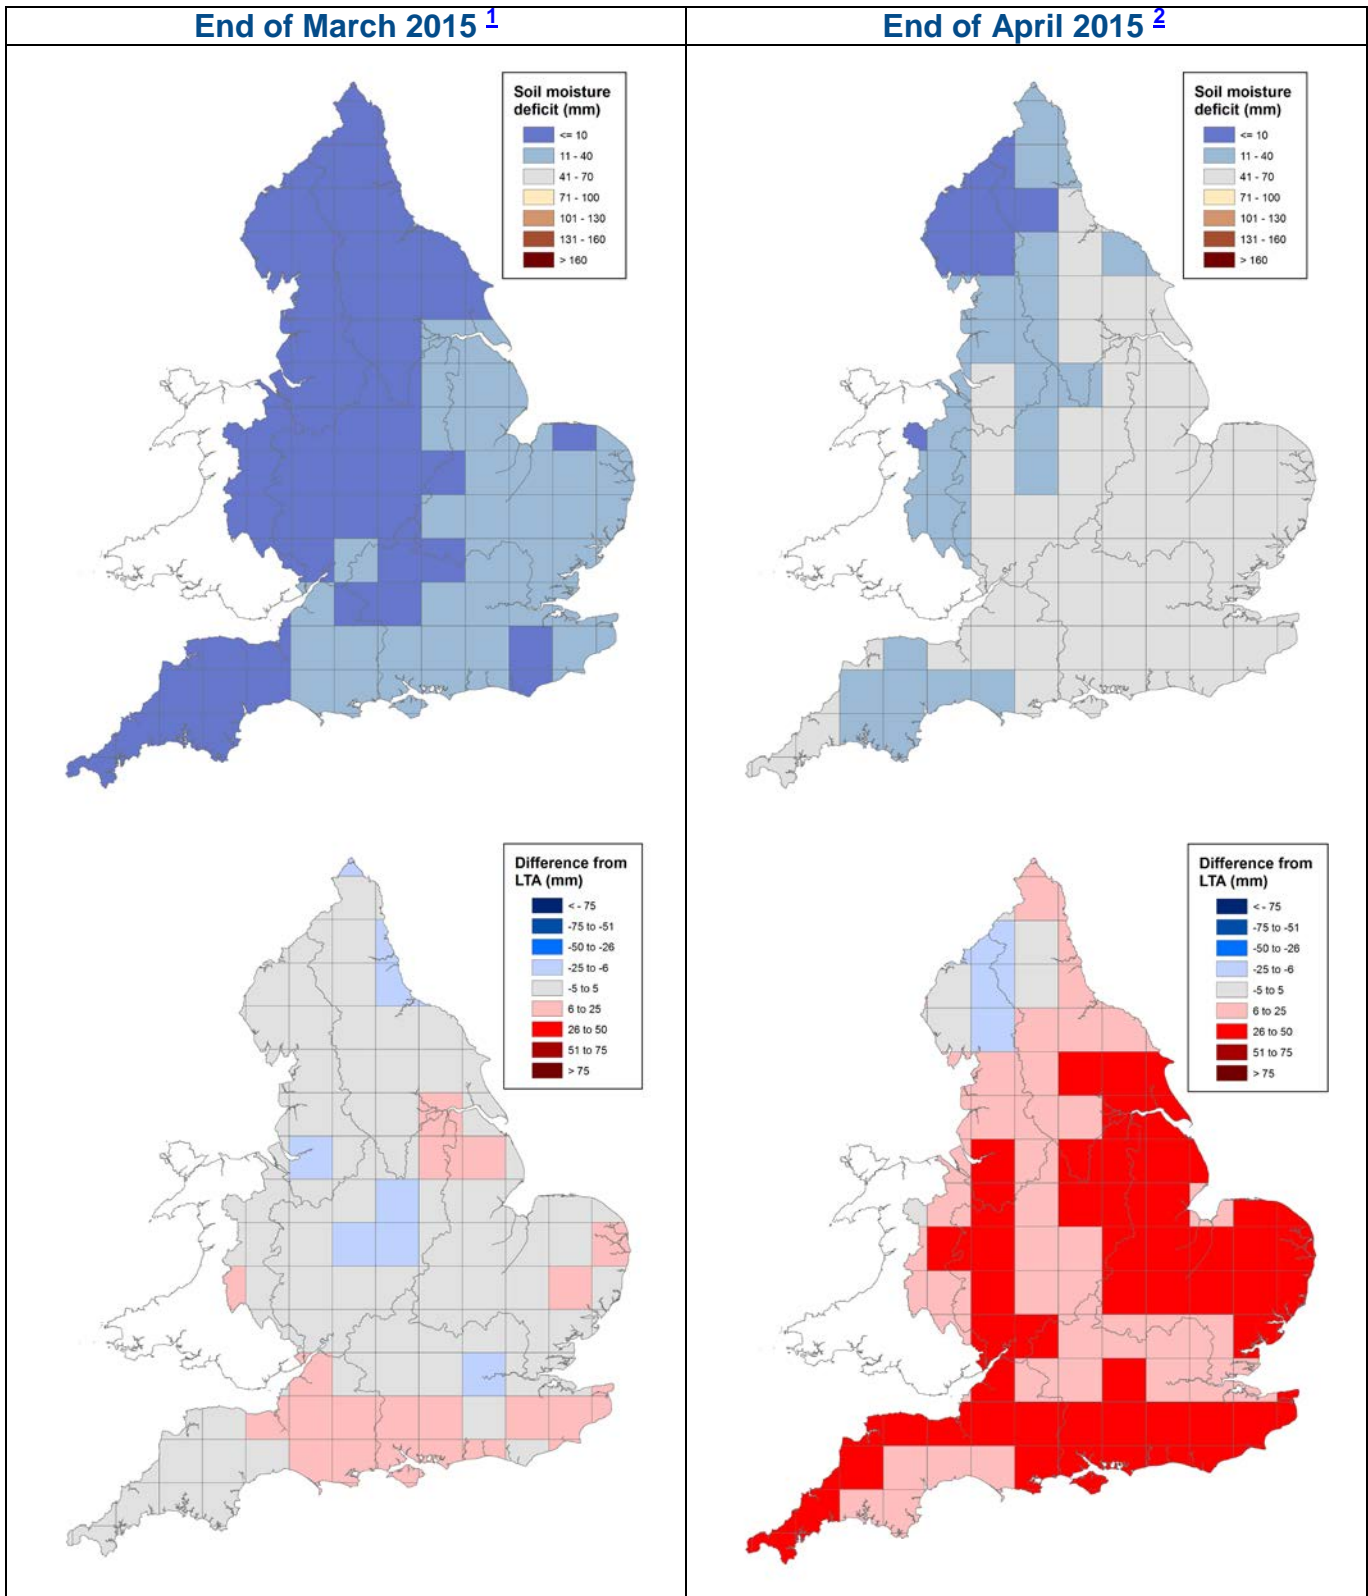 End of March 2015 1
End of April 2015 2
Soil moisture
deficit (mm)
<= 10
11 - 40
41 - 70
71 - 100
101 - 130
131 - 160
> 160
Soil moisture
deficit (mm)
<= 10
11 - 40
41 - 70
71 - 100
101 - 130
131 - 160
> 160
Difference from
LTA (mm)
< - 75
-75 to -51
-50 to -26
-25 to -6
-5 to 5
6 to 25
26 to 50
51 to 75
> 75
Difference from
LTA (mm)
< - 75
-75 to -51
-50 to -26
-25 to -6
-5 to 5
6 to 25
26 to 50
51 to 75
> 75